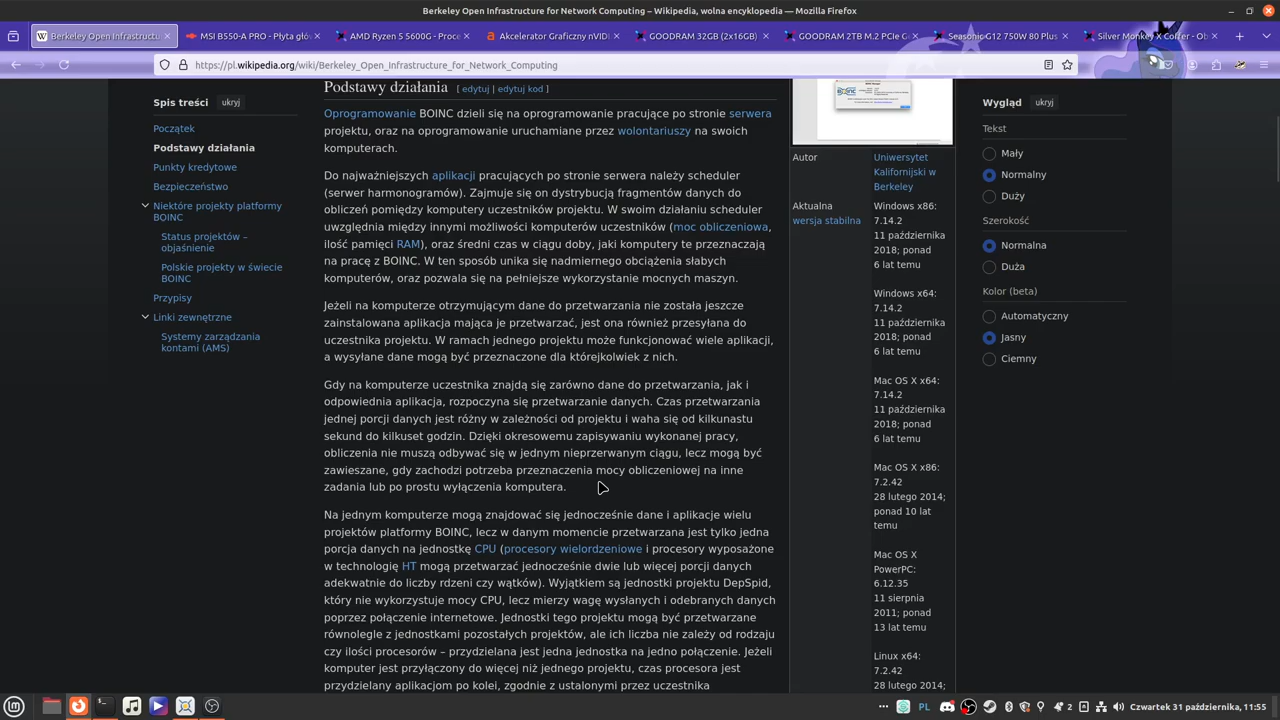 Berkeley Open Infrastructure for Network Computing – Wikipedia, wolna encyklopedia — Mozilla Firefox
Berkeley Open Infrastructu
MSI B550-A PRO - Płyta głów
AMD Ryzen 5 5600G - Proce
Akcelerator Graficzny nVIDI
GOODRAM 32GB (2x16GB)
GOODRAM 2TB M.2 PCIe G
Seasonic G12 750W 80 Plus
Silver Monkey X Coffer - Ob
https://pl.wikipedia.org/wiki/Berkeley_Open_Infrastructure_for_Network_Computing
Spis treści ukryj
Początek
Podstawy działania
Punkty kredytowe
Bezpieczeństwo
Niektóre projekty platformy
BOINC
Status projektów –
objaśnienie
Polskie projekty w świecie
BOINC
Przypisy
Linki zewnętrzne
Systemy zarządzania
kontami (AMS)
Podstawy działania [ edytuj | edytuj kod ]
Oprogramowanie BOINC dzieli się na oprogramowanie pracujące po stronie serwera
projektu, oraz na oprogramowanie uruchamiane przez wolontariuszy na swoich
komputerach.
Do najważniejszych aplikacji pracujących po stronie serwera należy scheduler
(serwer harmonogramów). Zajmuje się on dystrybucją fragmentów danych do
obliczeń pomiędzy komputery uczestników projektu. W swoim działaniu scheduler
uwzględnia między innymi możliwości komputerów uczestników (moc obliczeniowa,
ilość pamięci RAM), oraz średni czas w ciągu doby, jaki komputery te przeznaczają
na pracę z BOINC. W ten sposób unika się nadmiernego obciążenia słabych
komputerów, oraz pozwala się na pełniejsze wykorzystanie mocnych maszyn.
Jeżeli na komputerze otrzymującym dane do przetwarzania nie została jeszcze
zainstalowana aplikacja mająca je przetwarzać, jest ona również przesyłana do
uczestnika projektu. W ramach jednego projektu może funkcjonować wiele aplikacji,
a wysyłane dane mogą być przeznaczone dla którejkolwiek z nich.
Gdy na komputerze uczestnika znajdą się zarówno dane do przetwarzania, jak i
odpowiednia aplikacja, rozpoczyna się przetwarzanie danych. Czas przetwarzania
jednej porcji danych jest różny w zależności od projektu i waha się od kilkunastu
sekund do kilkuset godzin. Dzięki okresowemu zapisywaniu wykonanej pracy,
obliczenia nie muszą odbywać się w jednym nieprzerwanym ciągu, lecz mogą być
zawieszane, gdy zachodzi potrzeba przeznaczenia mocy obliczeniowej na inne
zadania lub po prostu wyłączenia komputera.
Na jednym komputerze mogą znajdować się jednocześnie dane i aplikacje wielu
projektów platformy BOINC, lecz w danym momencie przetwarzana jest tylko jedna
porcja danych na jednostkę CPU (procesory wielordzeniowe i procesory wyposażone
w technologię HT mogą przetwarzać jednocześnie dwie lub więcej porcji danych
adekwatnie do liczby rdzeni czy wątków). Wyjątkiem są jednostki projektu DepSpid,
który nie wykorzystuje mocy CPU, lecz mierzy wagę wysłanych i odebranych danych
poprzez połączenie internetowe. Jednostki tego projektu mogą być przetwarzane
równolegle z jednostkami pozostałych projektów, ale ich liczba nie zależy od rodzaju
czy ilości procesorów – przydzielana jest jedna jednostka na jedno połączenie. Jeżeli
komputer jest przyłączony do więcej niż jednego projektu, czas procesora jest
przydzielany aplikacjom po kolei, zgodnie z ustalonymi przez uczestnika
Autor
Uniwersytet
Kalifornijski w
Berkeley
Aktualna
wersja stabilna
Windows x86:
7.14.2
11 października
2018; ponad
6 lat temu
Windows x64:
7.14.2
11 października
2018; ponad
6 lat temu
Mac OS X x64:
7.14.2
11 października
2018; ponad
6 lat temu
Mac OS X x86:
7.2.42
28 lutego 2014;
ponad 10 lat
temu
Mac OS X
PowerPC:
6.12.35
11 sierpnia
2011; ponad
13 lat temu
Linux x64:
7.2.42
28 lutego 2014;
Wygląd ukryj
Tekst
Mały
Normalny
Duży
Szerokość
Normalna
Duża
Kolor (beta)
Automatyczny
Jasny
Ciemny
PL
2
Czwartek 31 października, 11:55